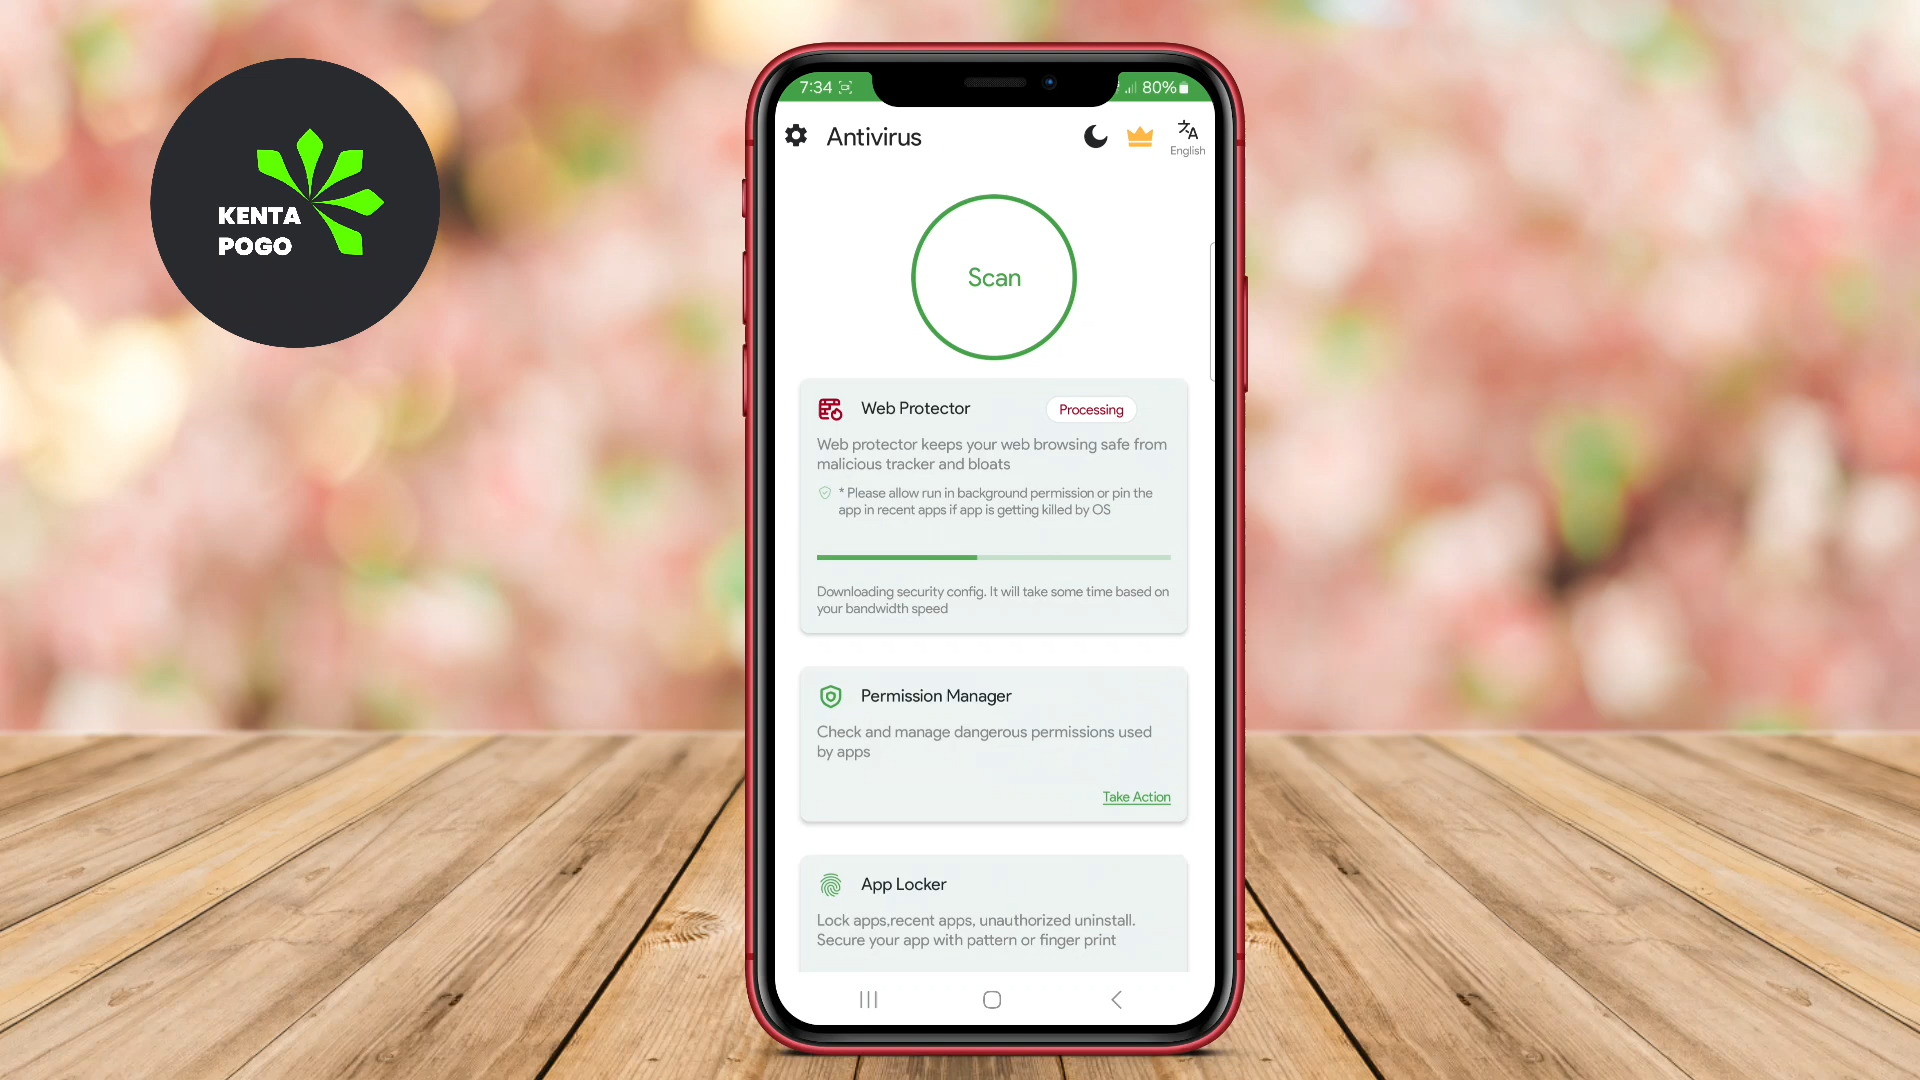 KENTA
POGO
7:34
80%
Antivirus
English
Scan
Web Protector
Processing
Web protector keeps your web browsing safe from
malicious tracker and bloats
* Please allow run in background permission or pin the
app in recent apps if app is getting killed by OS
Downloading security config. It will take some time based on
your bandwidth speed
Permission Manager
Check and manage dangerous permissions used
by apps
Take Action
App Locker
Lock apps,recent apps, unauthorized uninstall.
Secure your app with pattern or finger print